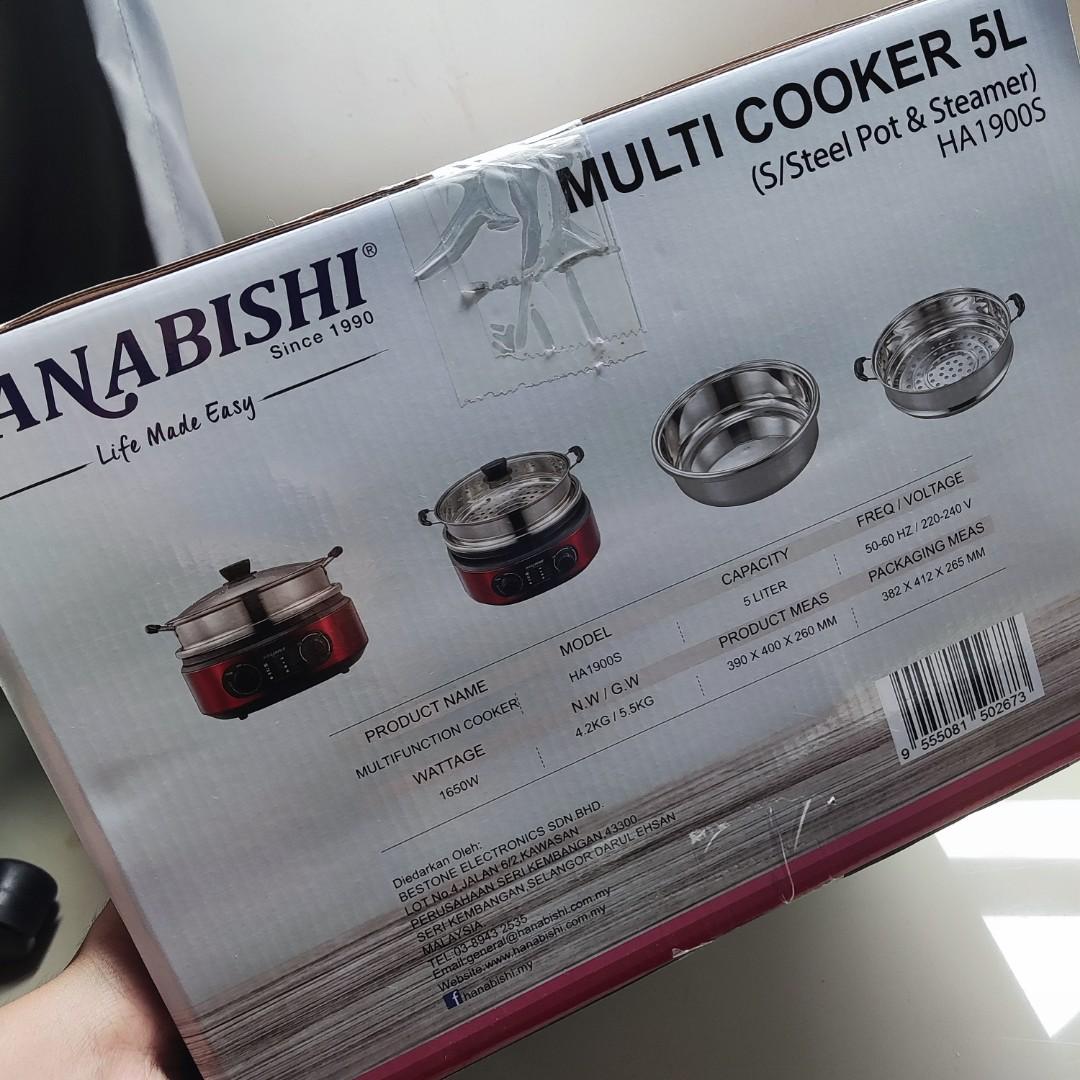 MULTI COOKER 5L
(S/Steel Pot & Steamer)
HA1900S
ANABISHI®
Since 1990
Life Made Easy
PRODUCT NAME
MODEL
CAPACITY
FREQ / VOLTAGE
MULTIFUNCTION COOKER
HA1900S
5 LITER
50-60 HZ / 220-240 V
WATTAGE
N.W / G.W
PRODUCT MEAS
PACKAGING MEAS
1650W
4.2KG / 5.5KG
390 X 400 X 260 MM
382 X 412 X 265 MM
9 555081 502673
Diedarkan Oleh:
BESTONE ELECTRONICS SDN.BHD.
LOT No.4,JALAN 6/2,KAWASAN
PERUSAHAAN SERI KEMBANGAN,43300
SERI KEMBANGAN SELANGOR DARUL EHSAN
MALAYSIA.
TEL:03-8943 2535
Email:general@hanabishi.com.my
Website:www.hanabishi.com.my
f hanabishi.my